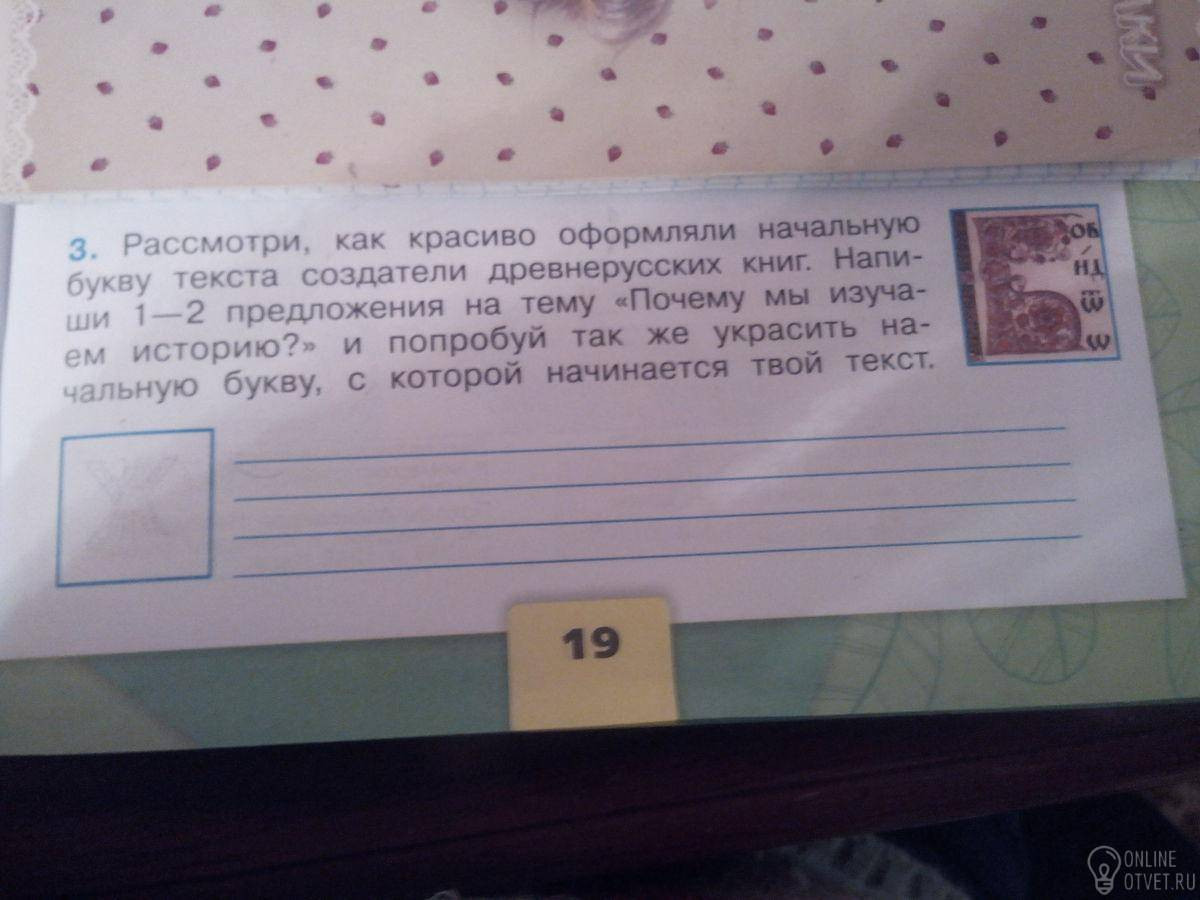 АКИ
3. Рассмотри, как красиво оформляли начальную
букву текста создатели древнерусских книг. Напи-
ши 1—2 предложения на тему «Почему мы изуча-
ем историю?» и попробуй так же украсить на-
чальную букву, с которой начинается твой текст.
19
ONLINE
OTVET.RU